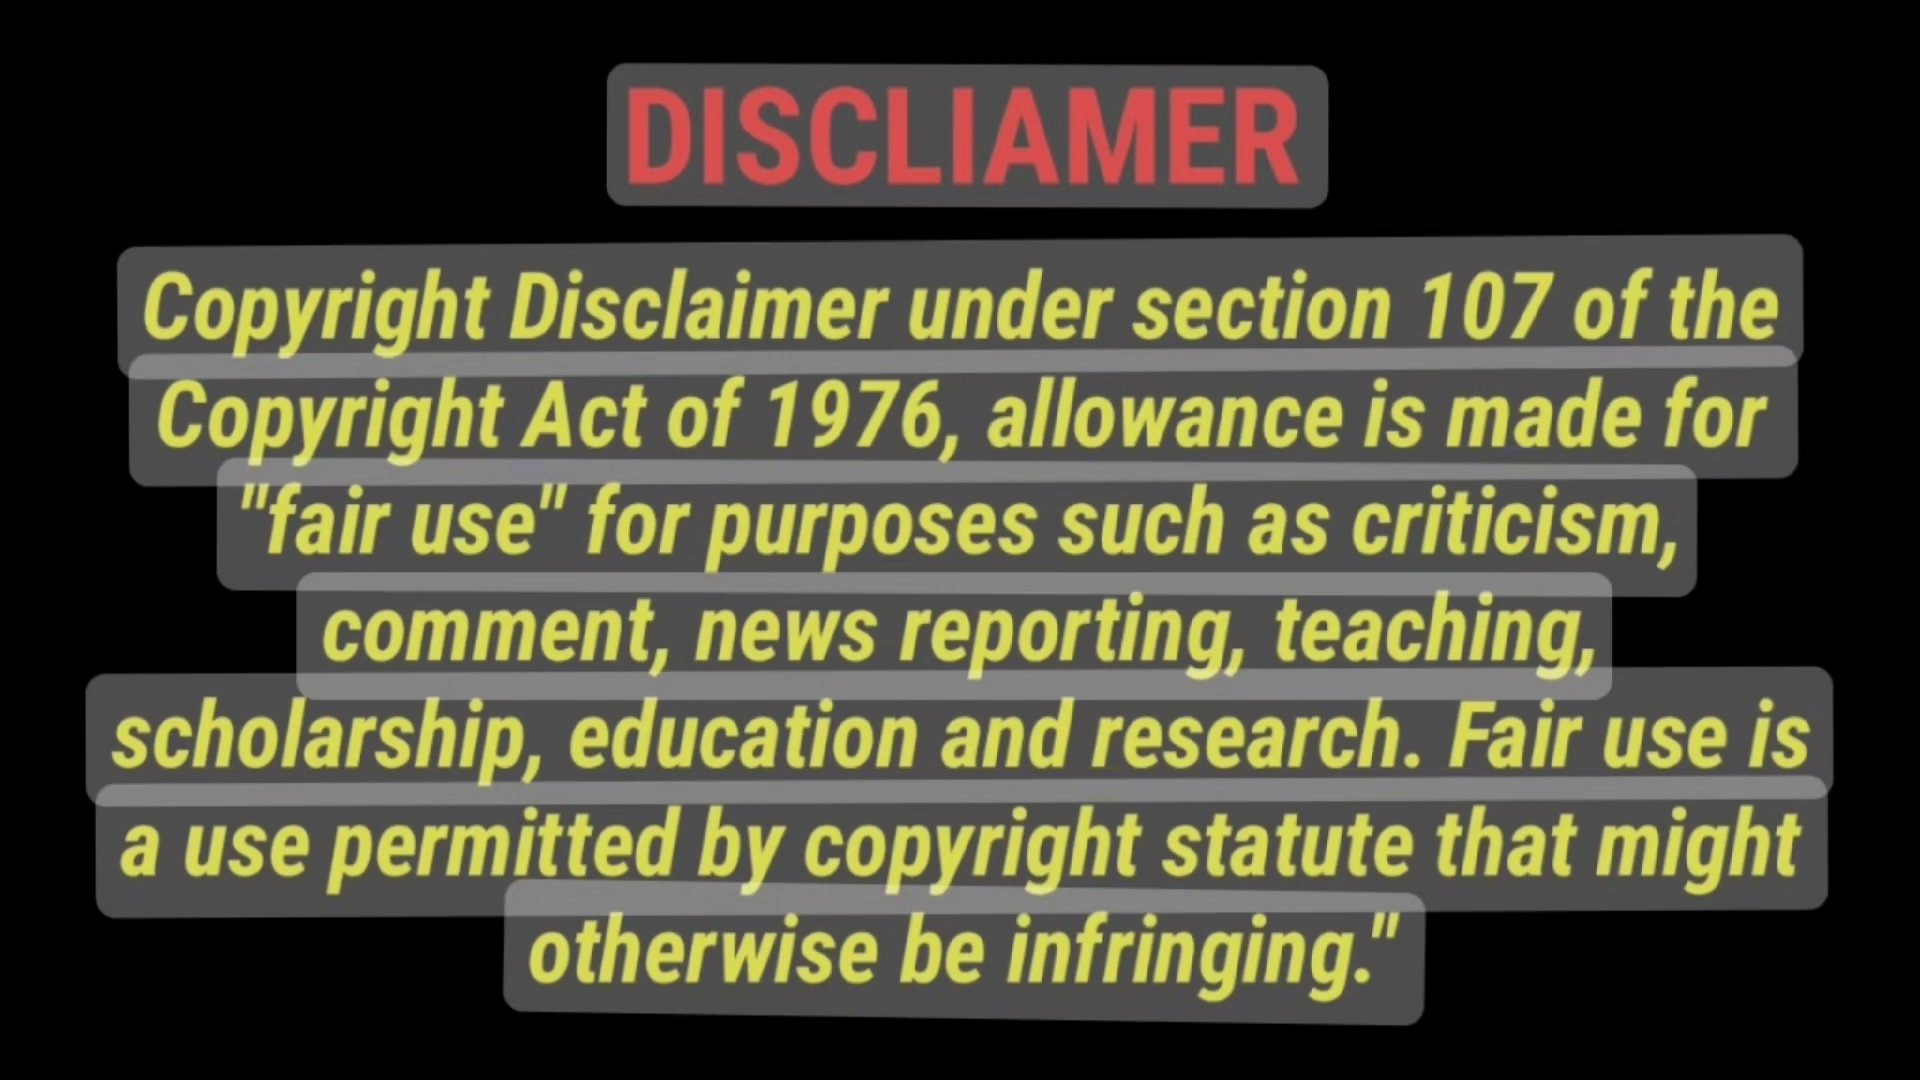 DISCLIAMER
Copyright Disclaimer under section 107 of the
Copyright Act of 1976, allowance is made for
"fair use" for purposes such as criticism,
comment, news reporting, teaching,
scholarship, education and research. Fair use is
a use permitted by copyright statute that might
otherwise be infringing."